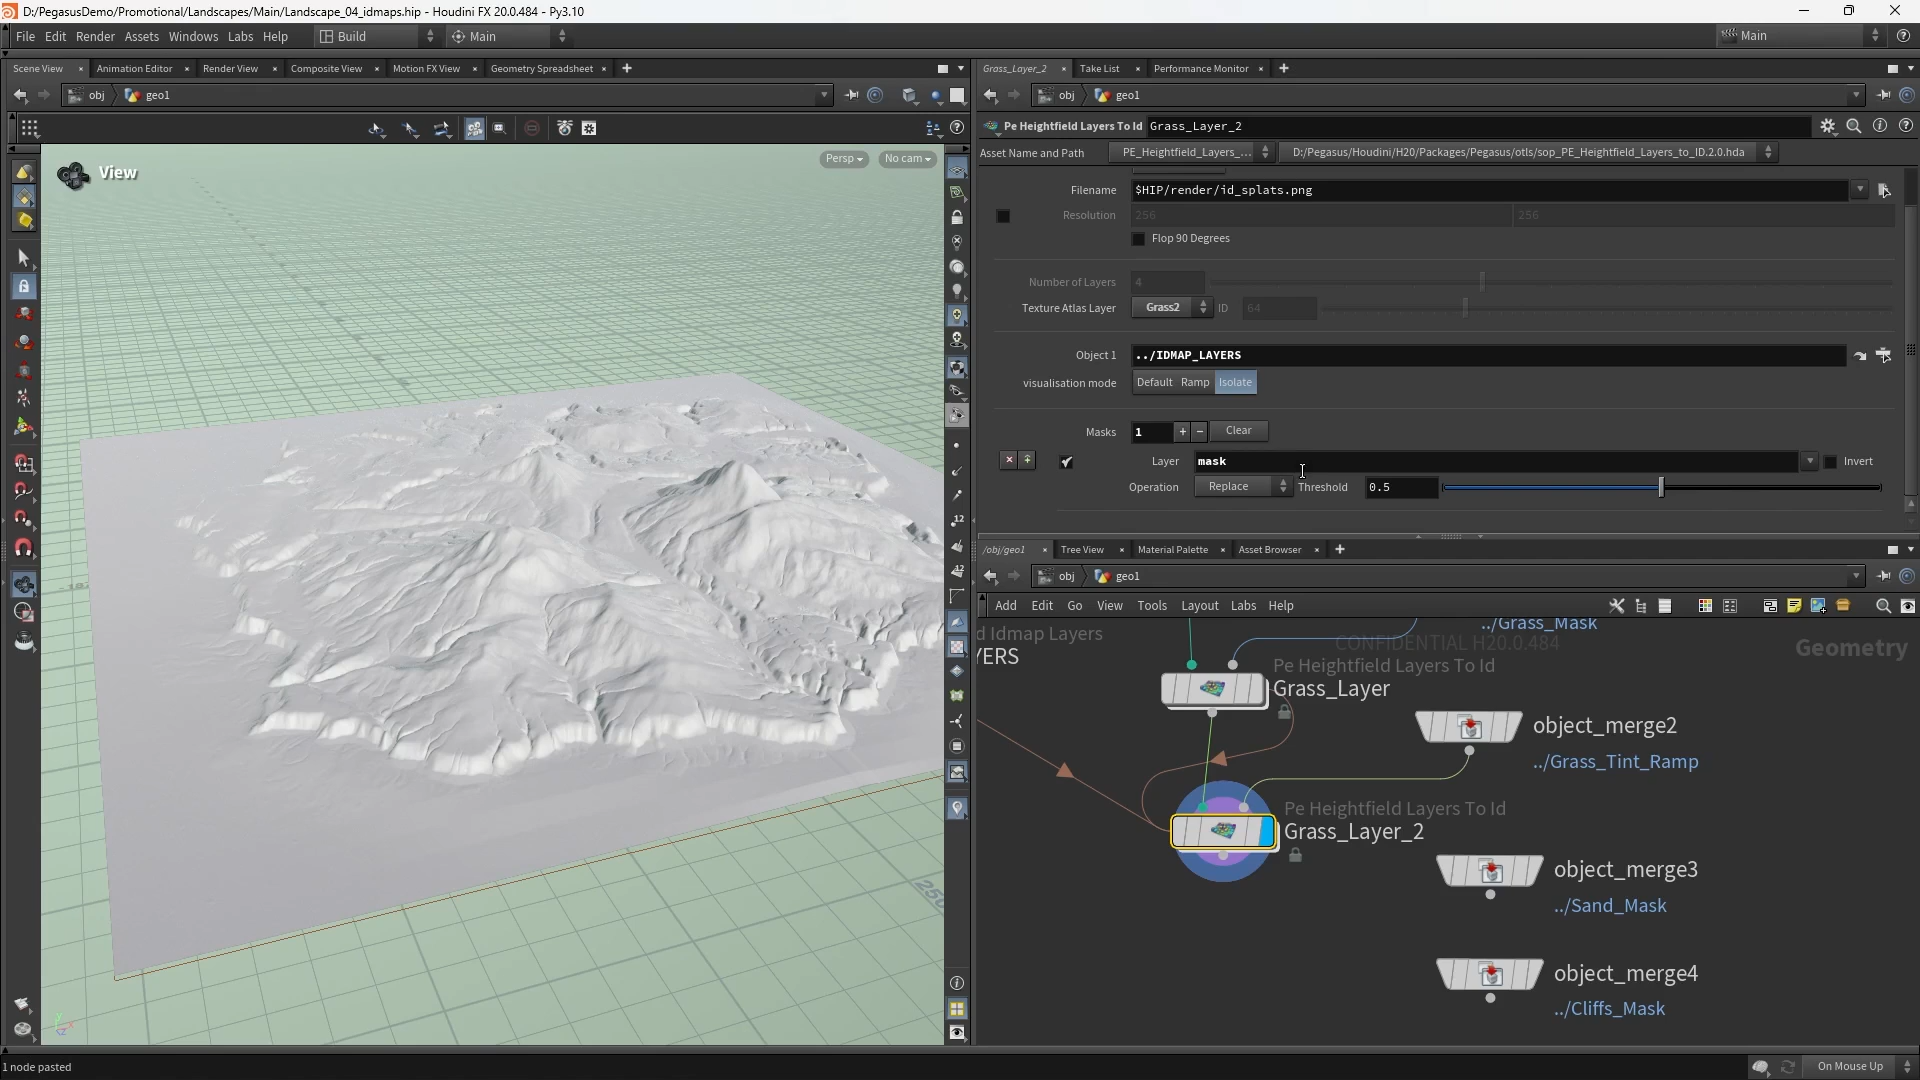 D:/PegasusDemo/Promotional/Landscapes/Main/Landscape_04_idmaps.hip - Houdini FX 20.0.484 - Py3.10
File Edit Render Assets Windows Labs Help Build Main Main
Scene View Animation Editor Render View Composite View Motion FX View Geometry Spreadsheet
obj geo1
View
Persp No cam
Grass_Layer_2 Take List Performance Monitor
obj geo1
Pe Heightfield Layers To Id Grass_Layer_2
Asset Name and Path PE_Heightfield_Layers_... D:/Pegasus/Houdini/H20/Packages/Pegasus/otls/sop_PE_Heightfield_Layers_to_ID.2.0.hda
Filename $HIP/render/id_splats.png
Resolution 256 256
Flop 90 Degrees
Number of Layers 4
Texture Atlas Layer Grass2 ID 64
Object 1 ../IDMAP_LAYERS
visualisation mode Default Ramp Isolate
Masks 1 + − Clear
Layer mask Invert
Operation Replace Threshold 0.5
/obj/geo1 Tree View Material Palette Asset Browser
obj geo1
Add Edit Go View Tools Layout Labs Help
d Idmap Layers
YERS
../Grass_Mask
CONFIDENTIAL H20.0.484
Geometry
Pe Heightfield Layers To Id
Grass_Layer
object_merge2
../Grass_Tint_Ramp
Pe Heightfield Layers To Id
Grass_Layer_2
object_merge3
../Sand_Mask
object_merge4
../Cliffs_Mask
250
12
12
1 node pasted
On Mouse Up